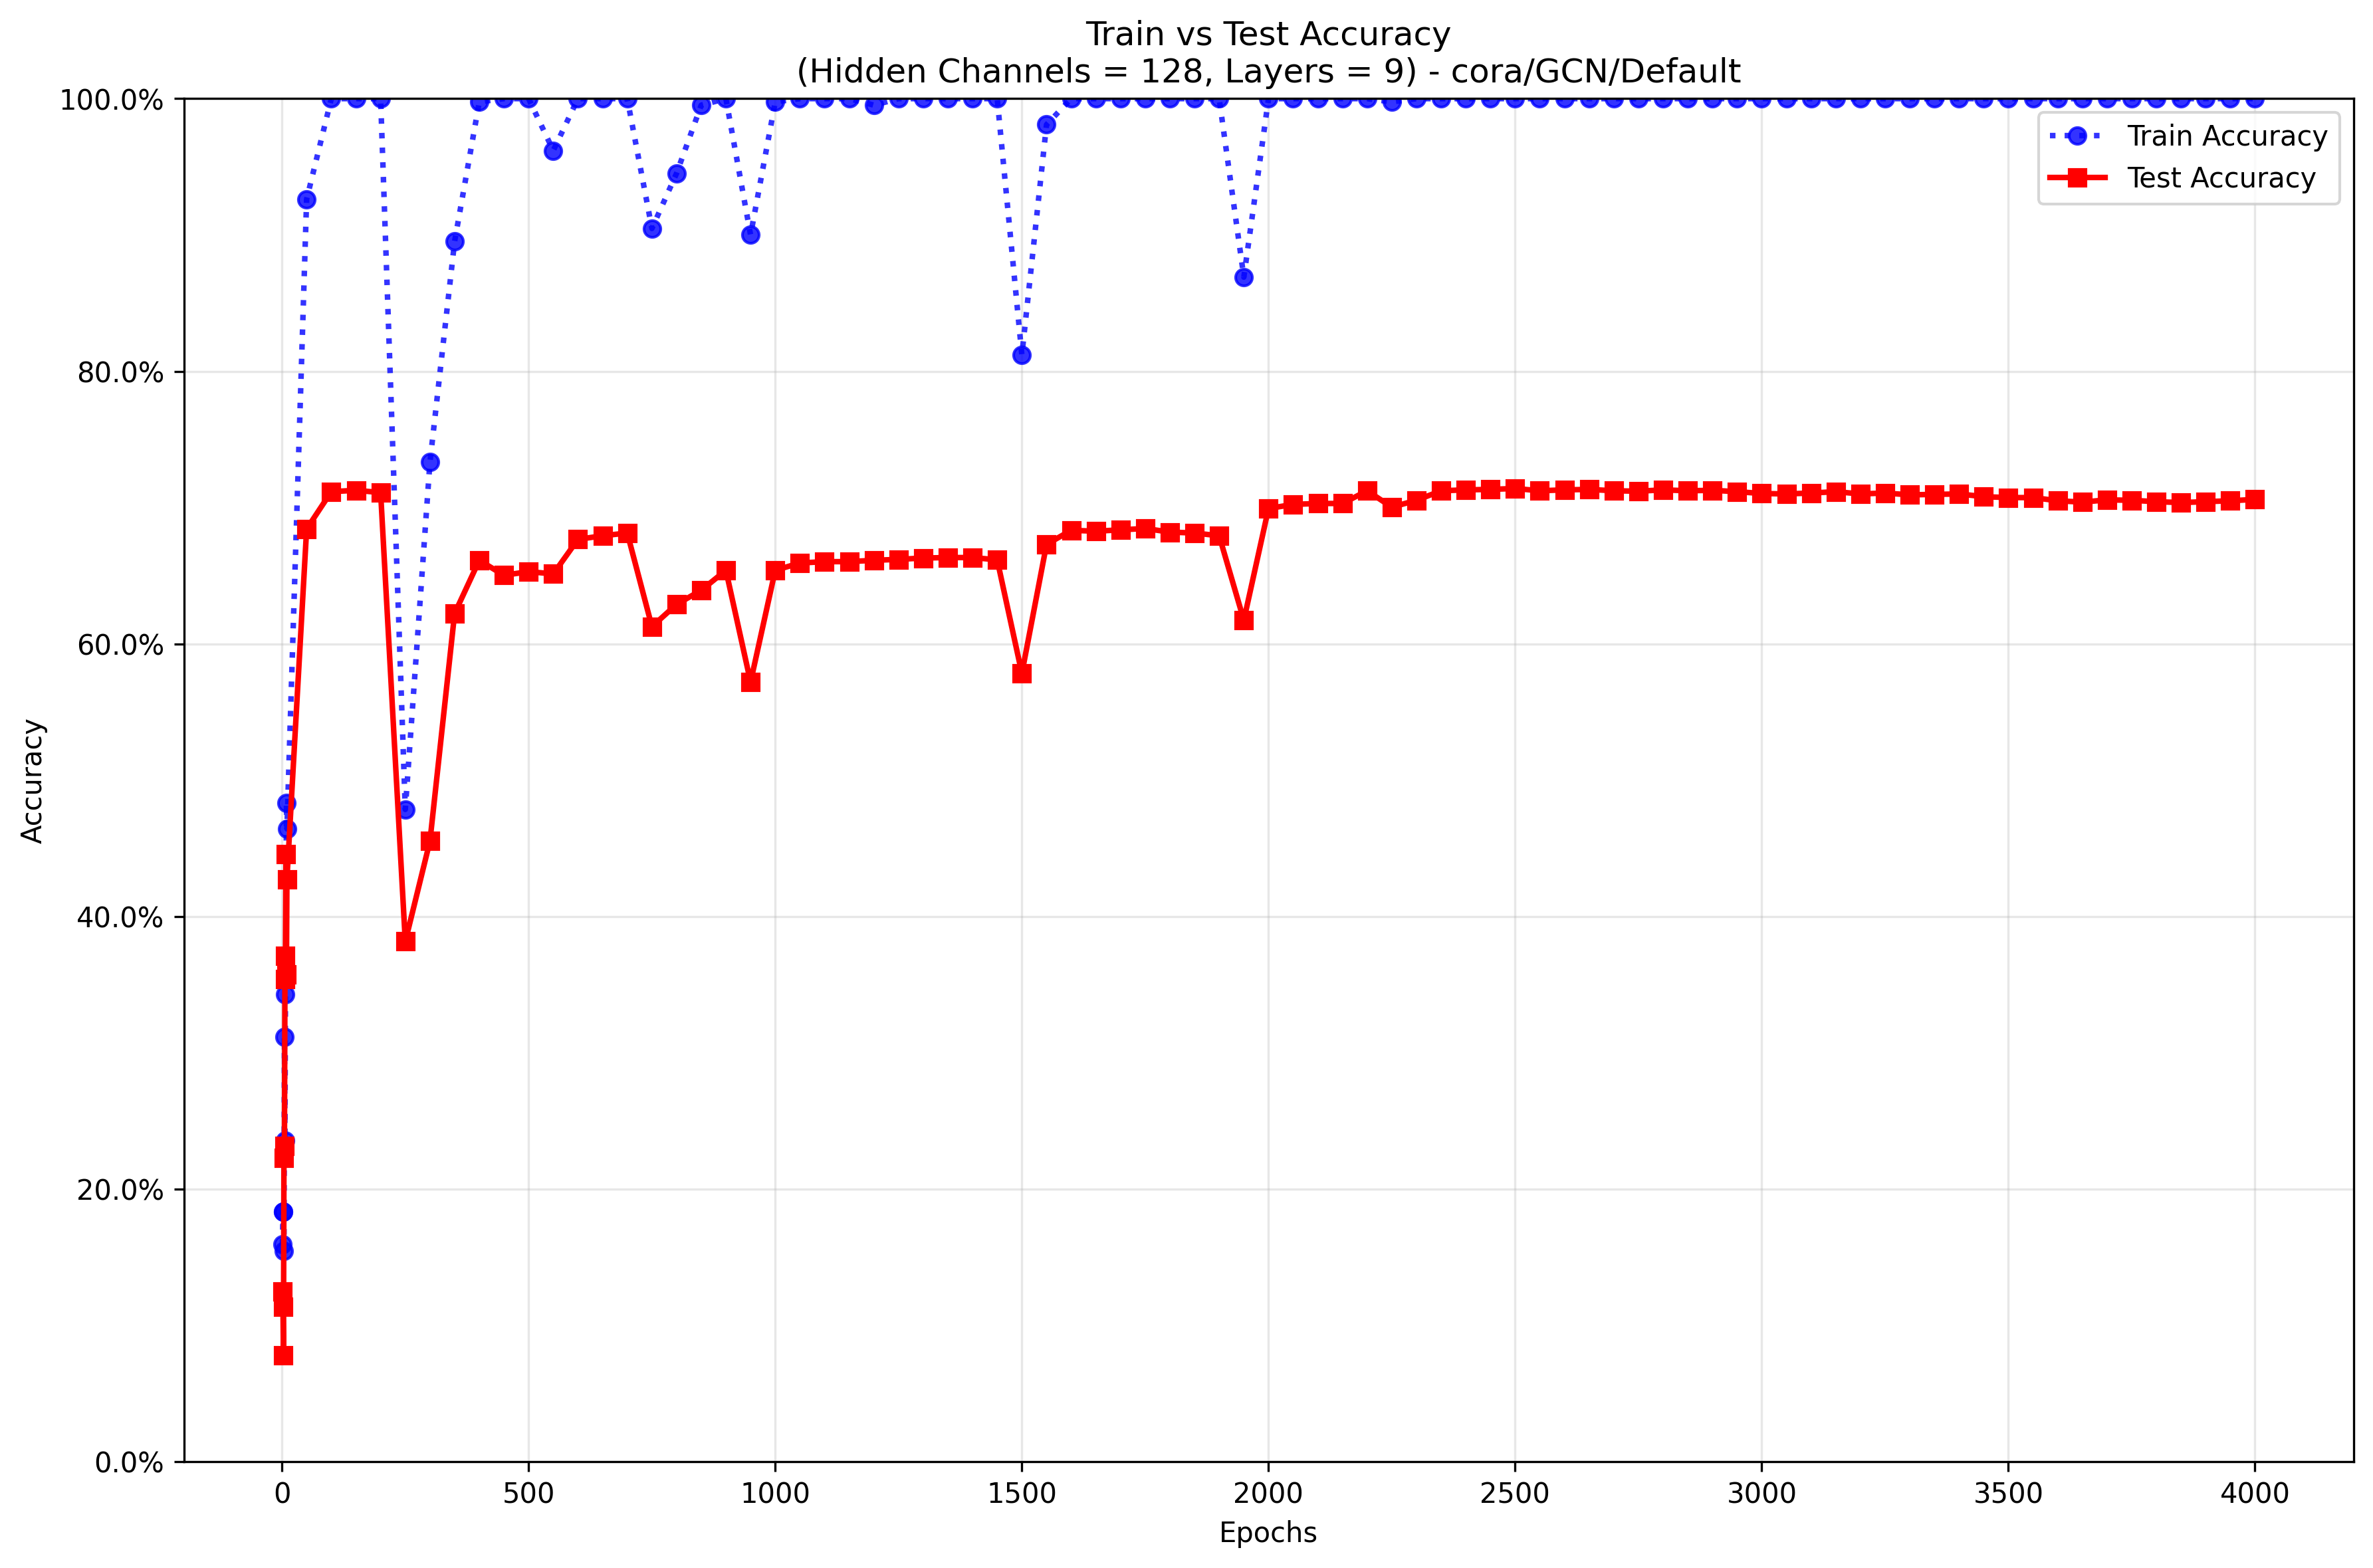 Train vs Test Accuracy
(Hidden Channels = 128, Layers = 9) - cora/GCN/Default
100.0%
80.0%
60.0%
40.0%
20.0%
0.0%
Accuracy
Train Accuracy
Test Accuracy
0 500 1000 1500 2000 2500 3000 3500 4000
Epochs